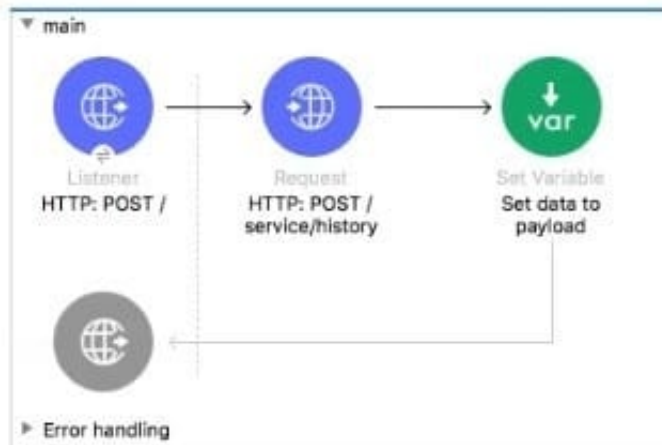 main
var
Listener
HTTP: POST /
Request
HTTP: POST /
service/history
Set Variable
Set data to
payload
Error handling